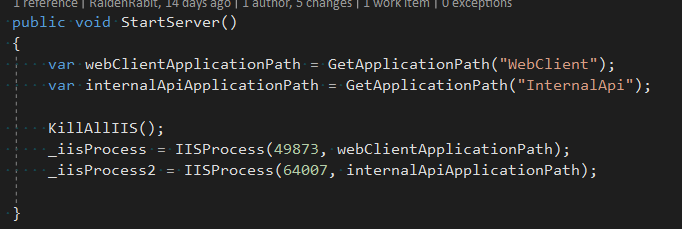 1 reference | RaidenRabit, 14 days ago | 1 author, 5 changes | 1 work item | 0 exceptions
public void StartServer()
{
var webClientApplicationPath = GetApplicationPath("WebClient");
var internalApiApplicationPath = GetApplicationPath("InternalApi");
KillAllIIS();
_iisProcess = IISProcess(49873, webClientApplicationPath);
_iisProcess2 = IISProcess(64007, internalApiApplicationPath);
}